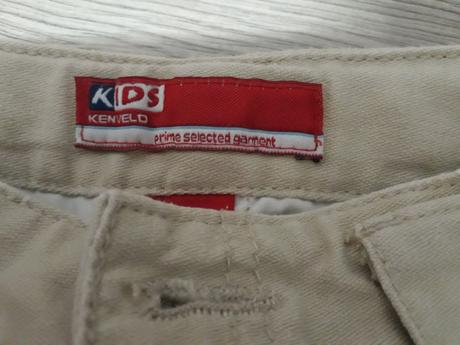 KIDS
KENVELO
prime selected garment